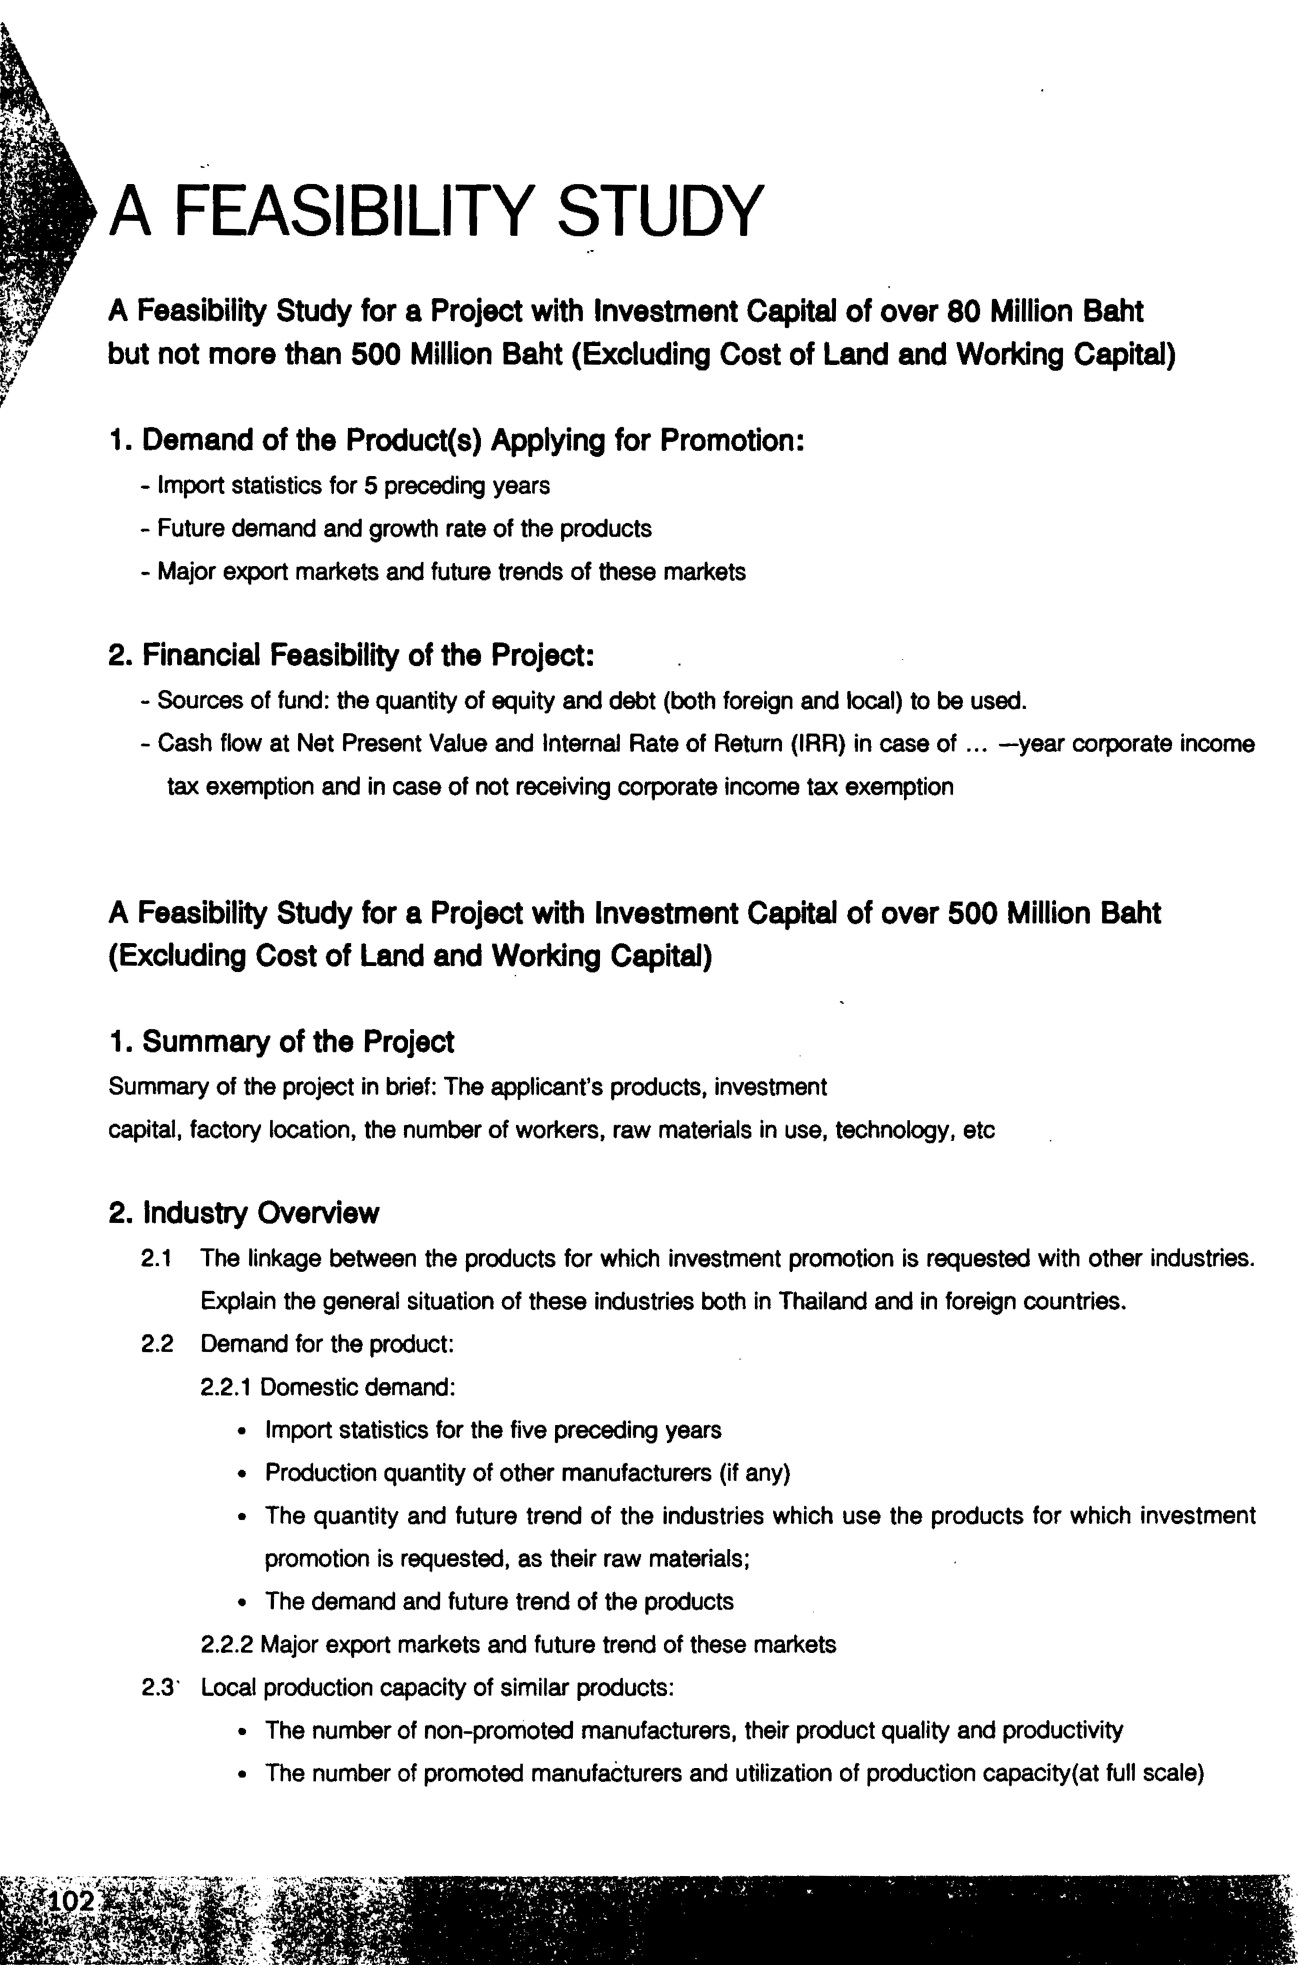 A FEASIBILITY STUDY
A Feasibility Study for a Project with Investment Capital of over 80 Million Baht
but not more than 500 Million Baht (Excluding Cost of Land and Working Capital)
1. Demand of the Product(s) Applying for Promotion:
- Import statistics for 5 preceding years
- Future demand and growth rate of the products
- Major export markets and future trends of these markets
2. Financial Feasibility of the Project:
- Sources of fund: the quantity of equity and debt (both foreign and local) to be used.
- Cash flow at Net Present Value and Internal Rate of Return (IRR) in case of ... —year corporate income
tax exemption and in case of not receiving corporate income tax exemption
A Feasibility Study for a Project with Investment Capital of over 500 Million Baht
(Excluding Cost of Land and Working Capital)
1. Summary of the Project
Summary of the project in brief: The applicant's products, investment
capital, factory location, the number of workers, raw materials in use, technology, etc
2. Industry Overview
2.1 The linkage between the products for which investment promotion is requested with other industries.
Explain the general situation of these industries both in Thailand and in foreign countries.
2.2 Demand for the product:
2.2.1 Domestic demand:
• Import statistics for the five preceding years
• Production quantity of other manufacturers (if any)
• The quantity and future trend of the industries which use the products for which investment
promotion is requested, as their raw materials;
• The demand and future trend of the products
2.2.2 Major export markets and future trend of these markets
2.3 Local production capacity of similar products:
• The number of non-promoted manufacturers, their product quality and productivity
• The number of promoted manufacturers and utilization of production capacity(at full scale)
102